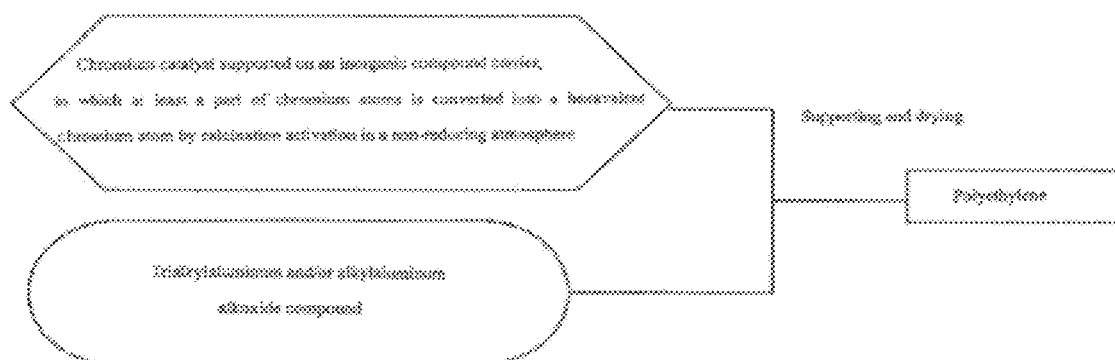 Chromium catalyst supported on an inorganic compound carrier,
in which at least a part of chromium atoms is converted into a hexavalent
chromium atom by calcination activation in a non-reducing atmosphere
Supporting and drying
Polyethylene
Trialkylaluminum and/or alkylaluminum
alkoxide compound